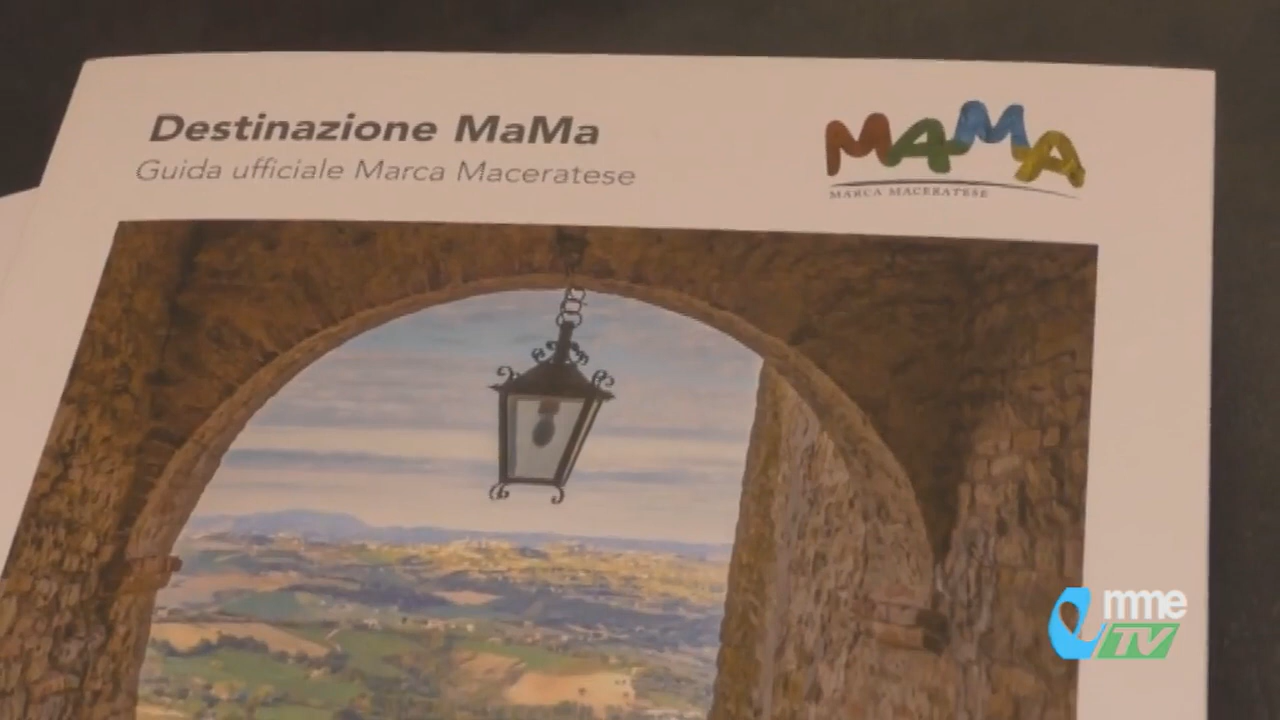 Destinazione MaMa
Guida ufficiale Marca Maceratese
MAMA
MARCA MACERATESE
mme
TV